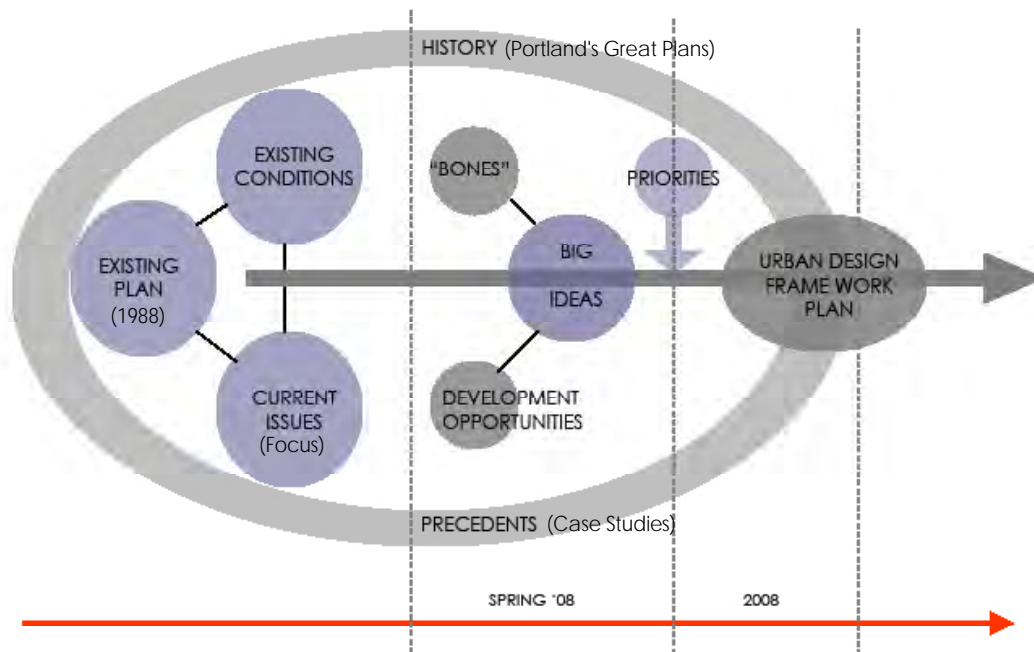 HISTORY (Portland's Great Plans)
EXISTING
CONDITIONS
"BONES"
PRIORITIES
EXISTING
PLAN
(1988)
BIG
IDEAS
URBAN DESIGN
FRAME WORK
PLAN
CURRENT
ISSUES
(Focus)
DEVELOPMENT
OPPORTUNITIES
PRECEDENTS (Case Studies)
SPRING '08
2008